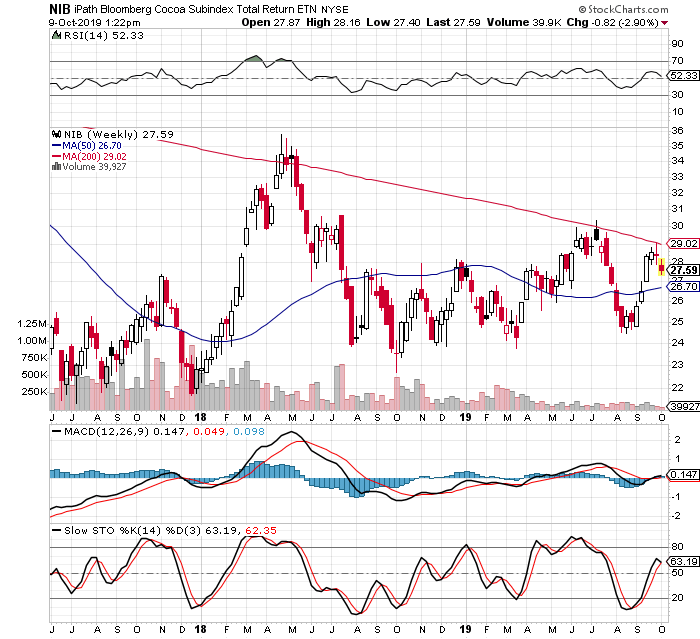 NIB iPath Bloomberg Cocoa Subindex Total Return ETN NYSE © StockCharts.com
9-Oct-2019 1:22pm Open 27.87 High 28.16 Low 27.40 Last 27.59 Volume 39.9K Chg -0.82 (-2.90%)
RSI(14) 52.33
90
70
52.33
50
30
10
NIB (Weekly) 27.59
MA(50) 26.70
MA(200) 29.02
Volume 39,927
36
35
34
33
32
31
30
29.02
28
27.59
27
26.70
26
25
24
23
22
1.25M
1.00M
750K
500K
250K
39927
J J A S O N D 18 F M A M J J A S O N D 19 F M A M J J A S O
MACD(12,26,9) 0.147, 0.049, 0.098
2
1
0.147
-1
-2
Slow STO %K(14) %D(3) 63.19, 62.35
80
63.19
50
20
J J A S O N D 18 F M A M J J A S O N D 19 F M A M J J A S O